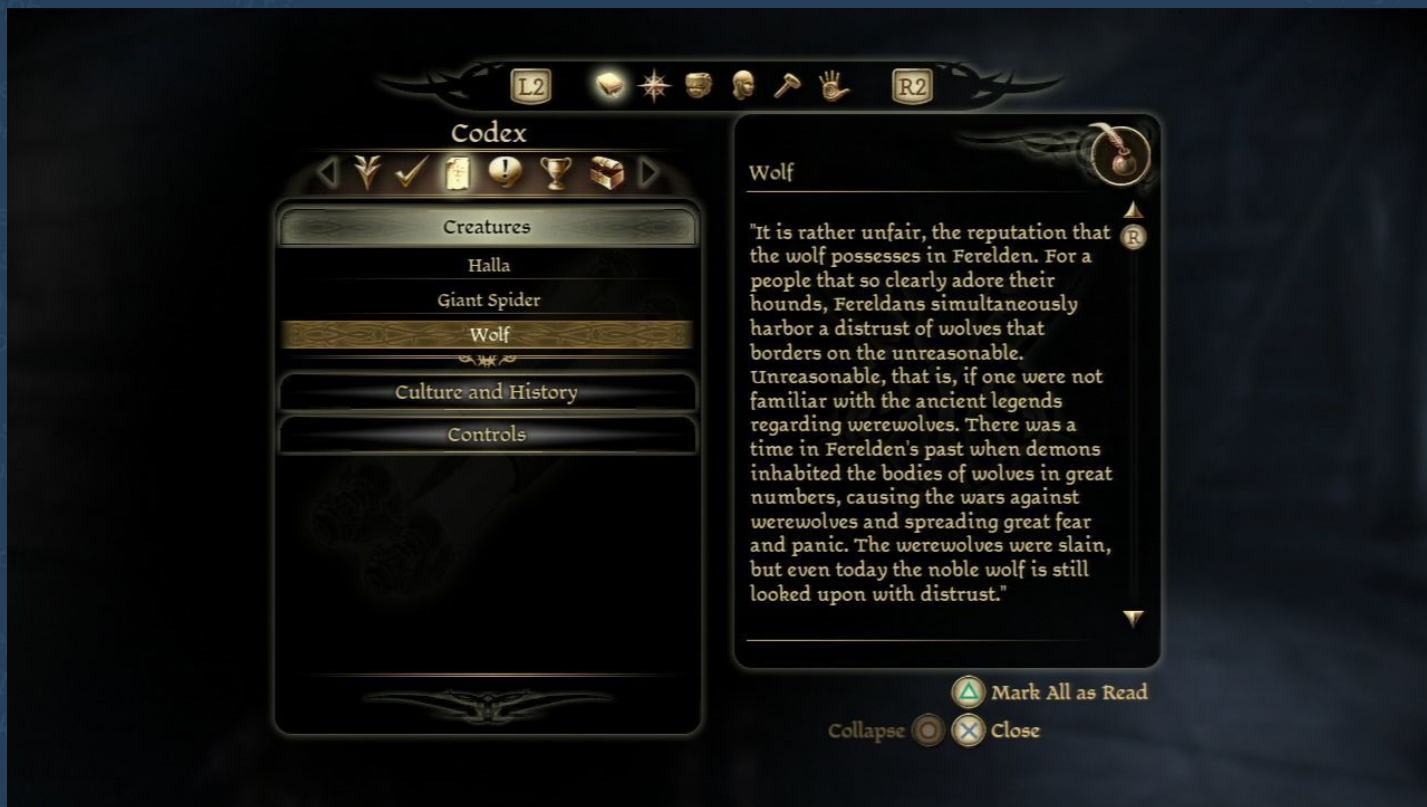 L2
R2
Codex
Creatures
Halla
Giant Spider
Wolf
Culture and History
Controls
Wolf
"It is rather unfair, the reputation that
the wolf possesses in Ferelden. For a
people that so clearly adore their
hounds, Fereldans simultaneously
harbor a distrust of wolves that
borders on the unreasonable.
Unreasonable, that is, if one were not
familiar with the ancient legends
regarding werewolves. There was a
time in Ferelden's past when demons
inhabited the bodies of wolves in great
numbers, causing the wars against
werewolves and spreading great fear
and panic. The werewolves were slain,
but even today the noble wolf is still
looked upon with distrust."
R
Mark All as Read
Collapse
Close